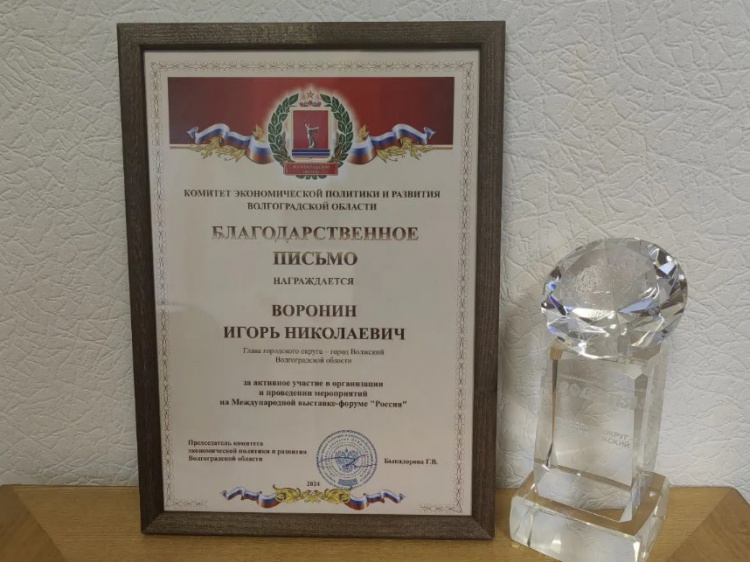 КОМИТЕТ ЭКОНОМИЧЕСКОЙ ПОЛИТИКИ И РАЗВИТИЯ
ВОЛГОГРАДСКОЙ ОБЛАСТИ
БЛАГОДАРСТВЕННОЕ
ПИСЬМО
НАГРАЖДАЕТСЯ
ВОРОНИН
ИГОРЬ НИКОЛАЕВИЧ
Глава городского округа – город Волжский
Волгоградской области
за активное участие в организации
и проведении мероприятий
на Международной выставке-форуме "Россия"
Председатель комитета
экономической политики и развития
Волгоградской области
Быкадорова Г.В.
2024